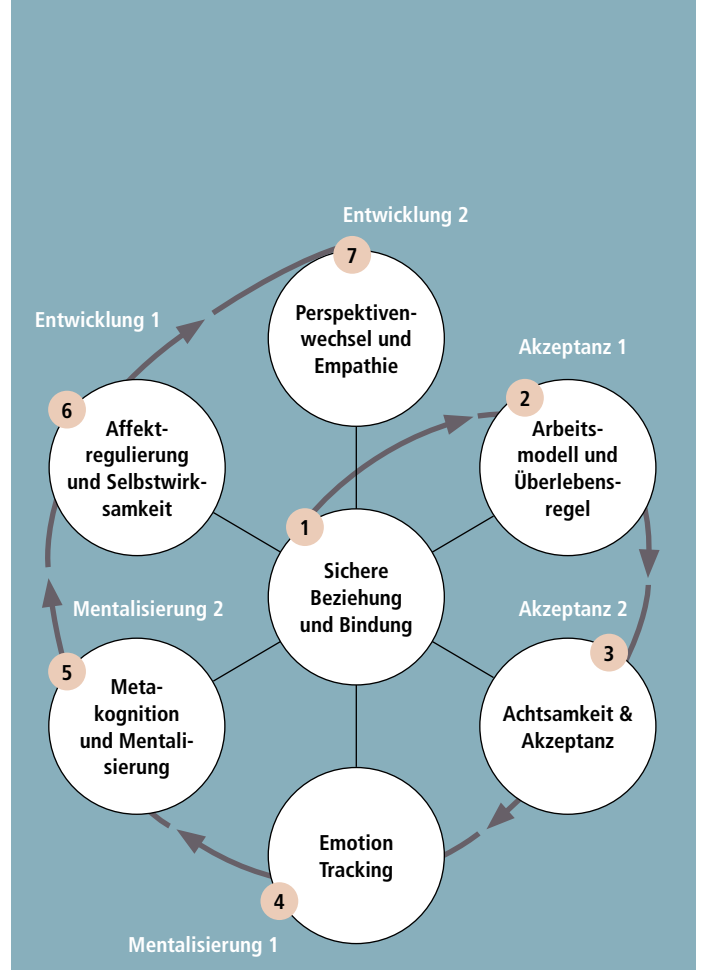 Entwicklung 2
7
Perspektiven-
wechsel und
Empathie
Entwicklung 1
6
Affekt-
regulierung
und Selbstwirk-
samkeit
Akzeptanz 1
2
Arbeits-
modell und
Überlebens-
regel
1
Sichere
Beziehung
und Bindung
Mentalisierung 2
5
Meta-
kognition
und Mentali-
sierung
Akzeptanz 2
3
Achtsamkeit &
Akzeptanz
Emotion
Tracking
4
Mentalisierung 1